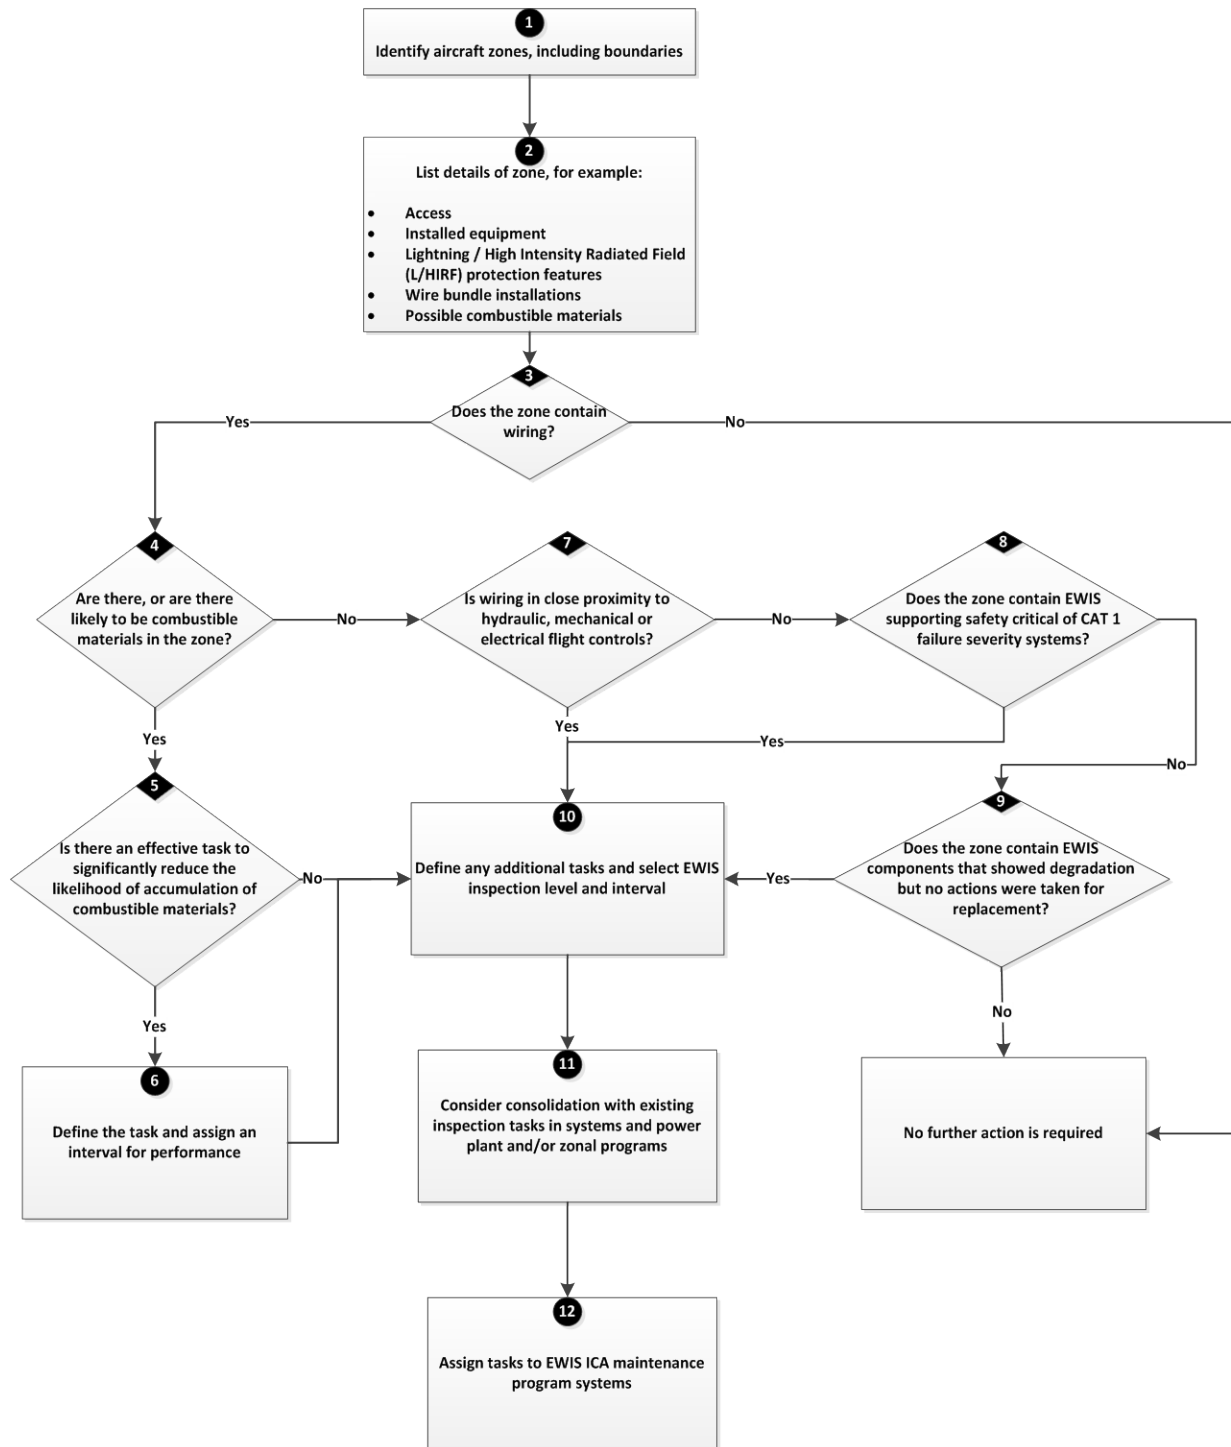 1
Identify aircraft zones, including boundaries
2
List details of zone, for example:
• Access
• Installed equipment
• Lightning / High Intensity Radiated Field
(L/HIRF) protection features
• Wire bundle installations
• Possible combustible materials
3
Does the zone contain
wiring?
Yes
No
4
Are there, or are there
likely to be combustible
materials in the zone?
No
7
Is wiring in close proximity to
hydraulic, mechanical or
electrical flight controls?
No
8
Does the zone contain EWIS
supporting safety critical of CAT 1
failure severity systems?
Yes
Yes
Yes
No
5
Is there an effective task to
significantly reduce the
likelihood of accumulation of
combustible materials?
No
10
Define any additional tasks and select EWIS
inspection level and interval
Yes
9
Does the zone contain EWIS
components that showed degradation
but no actions were taken for
replacement?
Yes
No
6
Define the task and assign an
interval for performance
11
Consider consolidation with existing
inspection tasks in systems and power
plant and/or zonal programs
No further action is required
12
Assign tasks to EWIS ICA maintenance
program systems